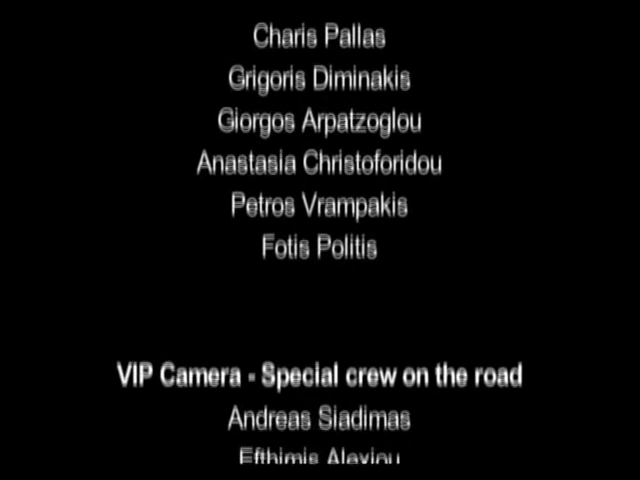 Charis Pallas
Grigoris Diminakis
Giorgos Arpatzoglou
Anastasia Christoforidou
Petros Vrampakis
Fotis Politis
VIP Camera - Special crew on the road
Andreas Siadimas
Efthimis